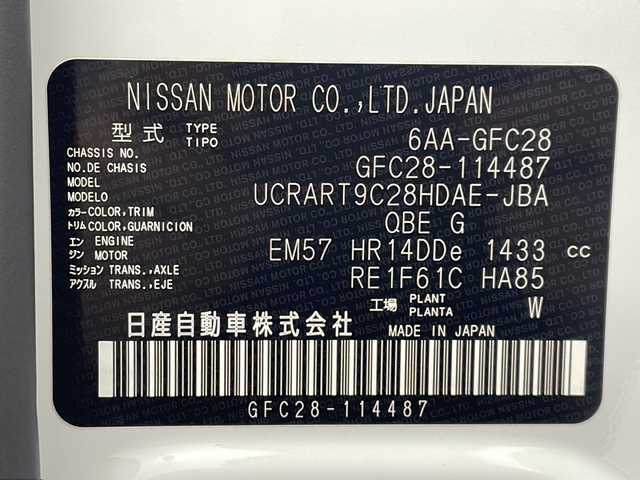 NISSAN MOTOR CO.,LTD.JAPAN
型式 TYPE TIPO 6AA-GFC28
CHASSIS NO.
NO.DE CHASIS GFC28-114487
MODEL
MODELO UCRART9C28HDAE-JBA
カラー COLOR,TRIM
トリム COLOR,GUARNICION QBE G
エン ENGINE
ジン MOTOR EM57 HR14DDe 1433 cc
ミッション TRANS.,AXLE
アクスル TRANS.,EJE RE1F61C HA85
工場 PLANT PLANTA W
日産自動車株式会社 MADE IN JAPAN
GFC28-114487